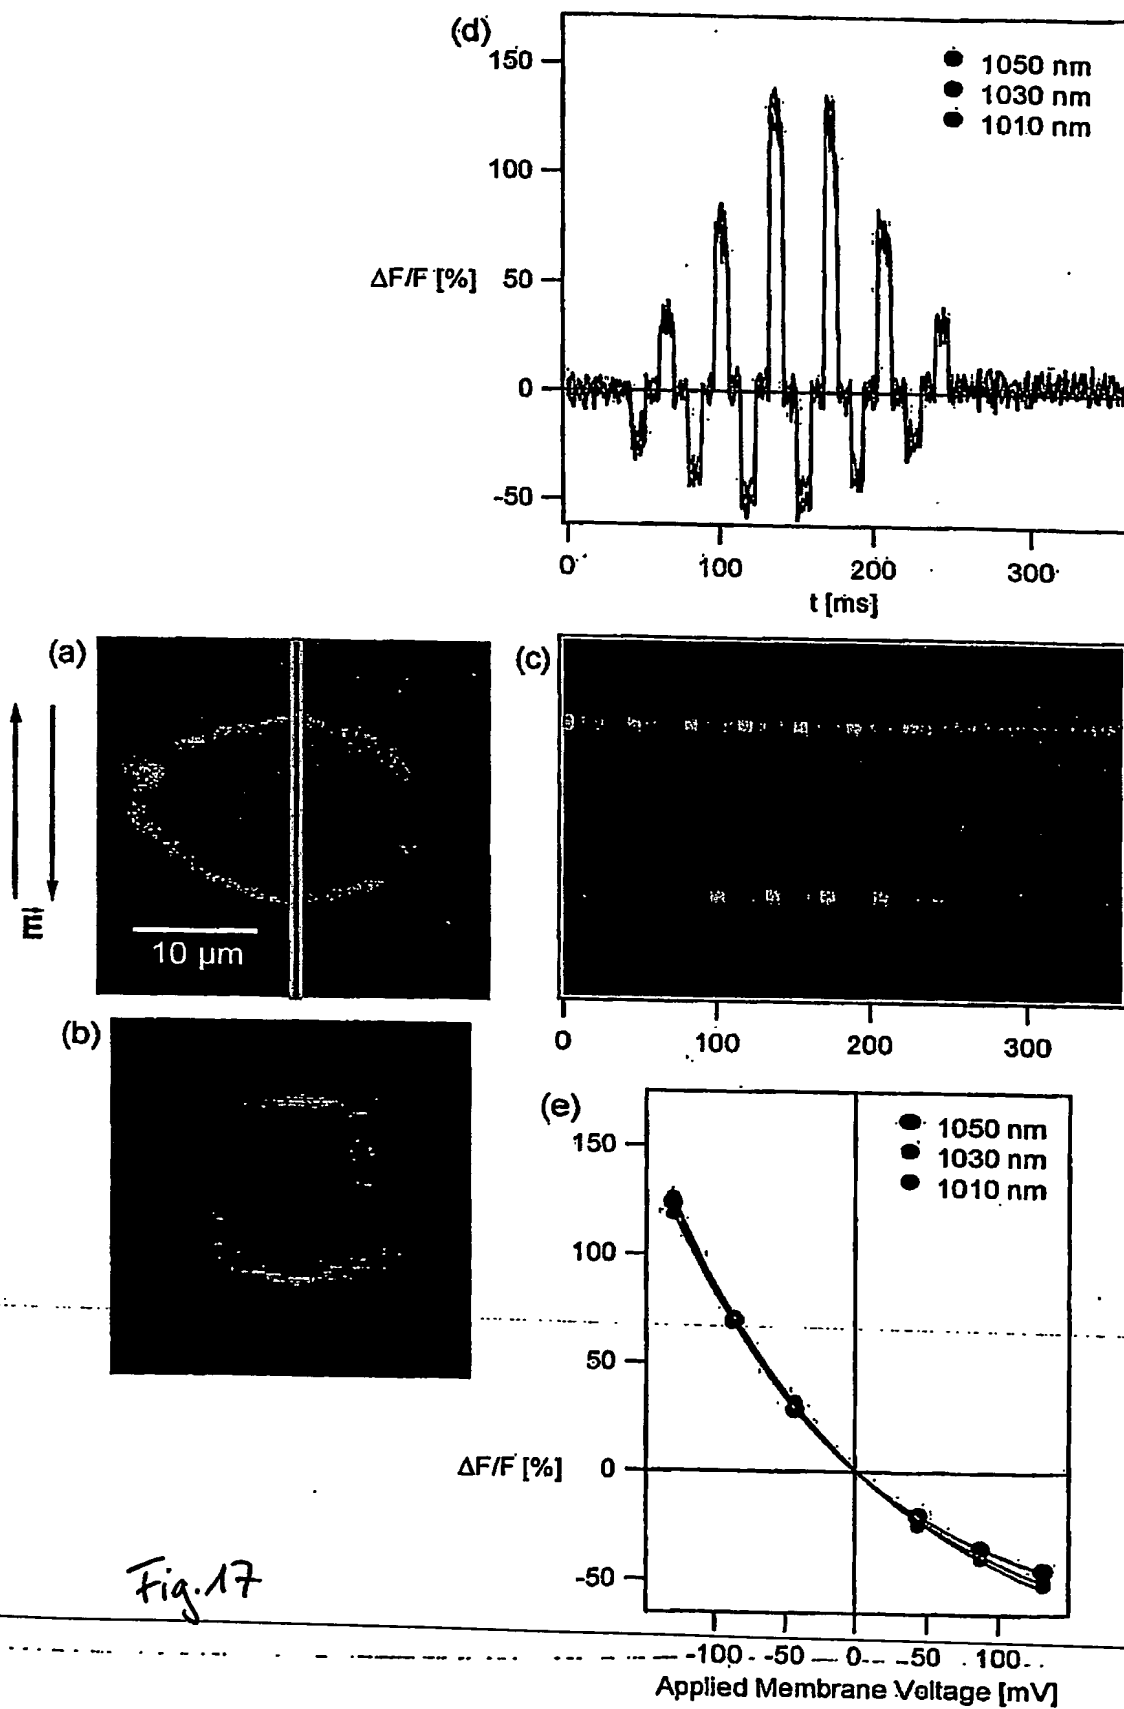 (d)
150
100
ΔF/F [%] 50
0
-50
1050 nm
1030 nm
1010 nm
0 100 200 300
t [ms]
(a)
E
10 µm
(c)
0 100 200 300
(b)
(e)
150
100
50
ΔF/F [%] 0
-50
1050 nm
1030 nm
1010 nm
-100 -50 0 50 100
Applied Membrane Voltage [mV]
Fig. 17